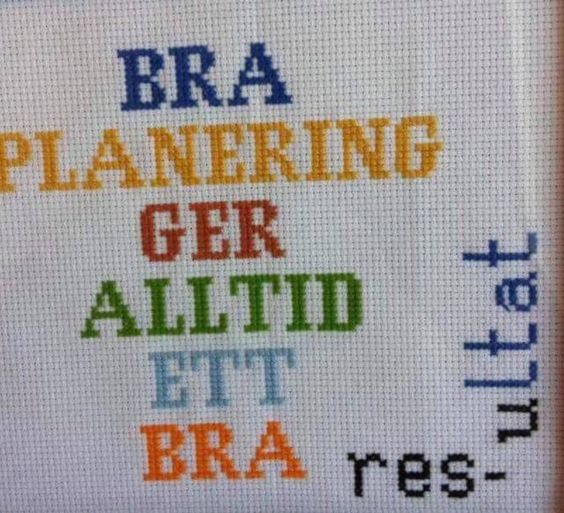 BRA
PLANERING
GER
ALLTID
ETT
BRA
res-
ultat